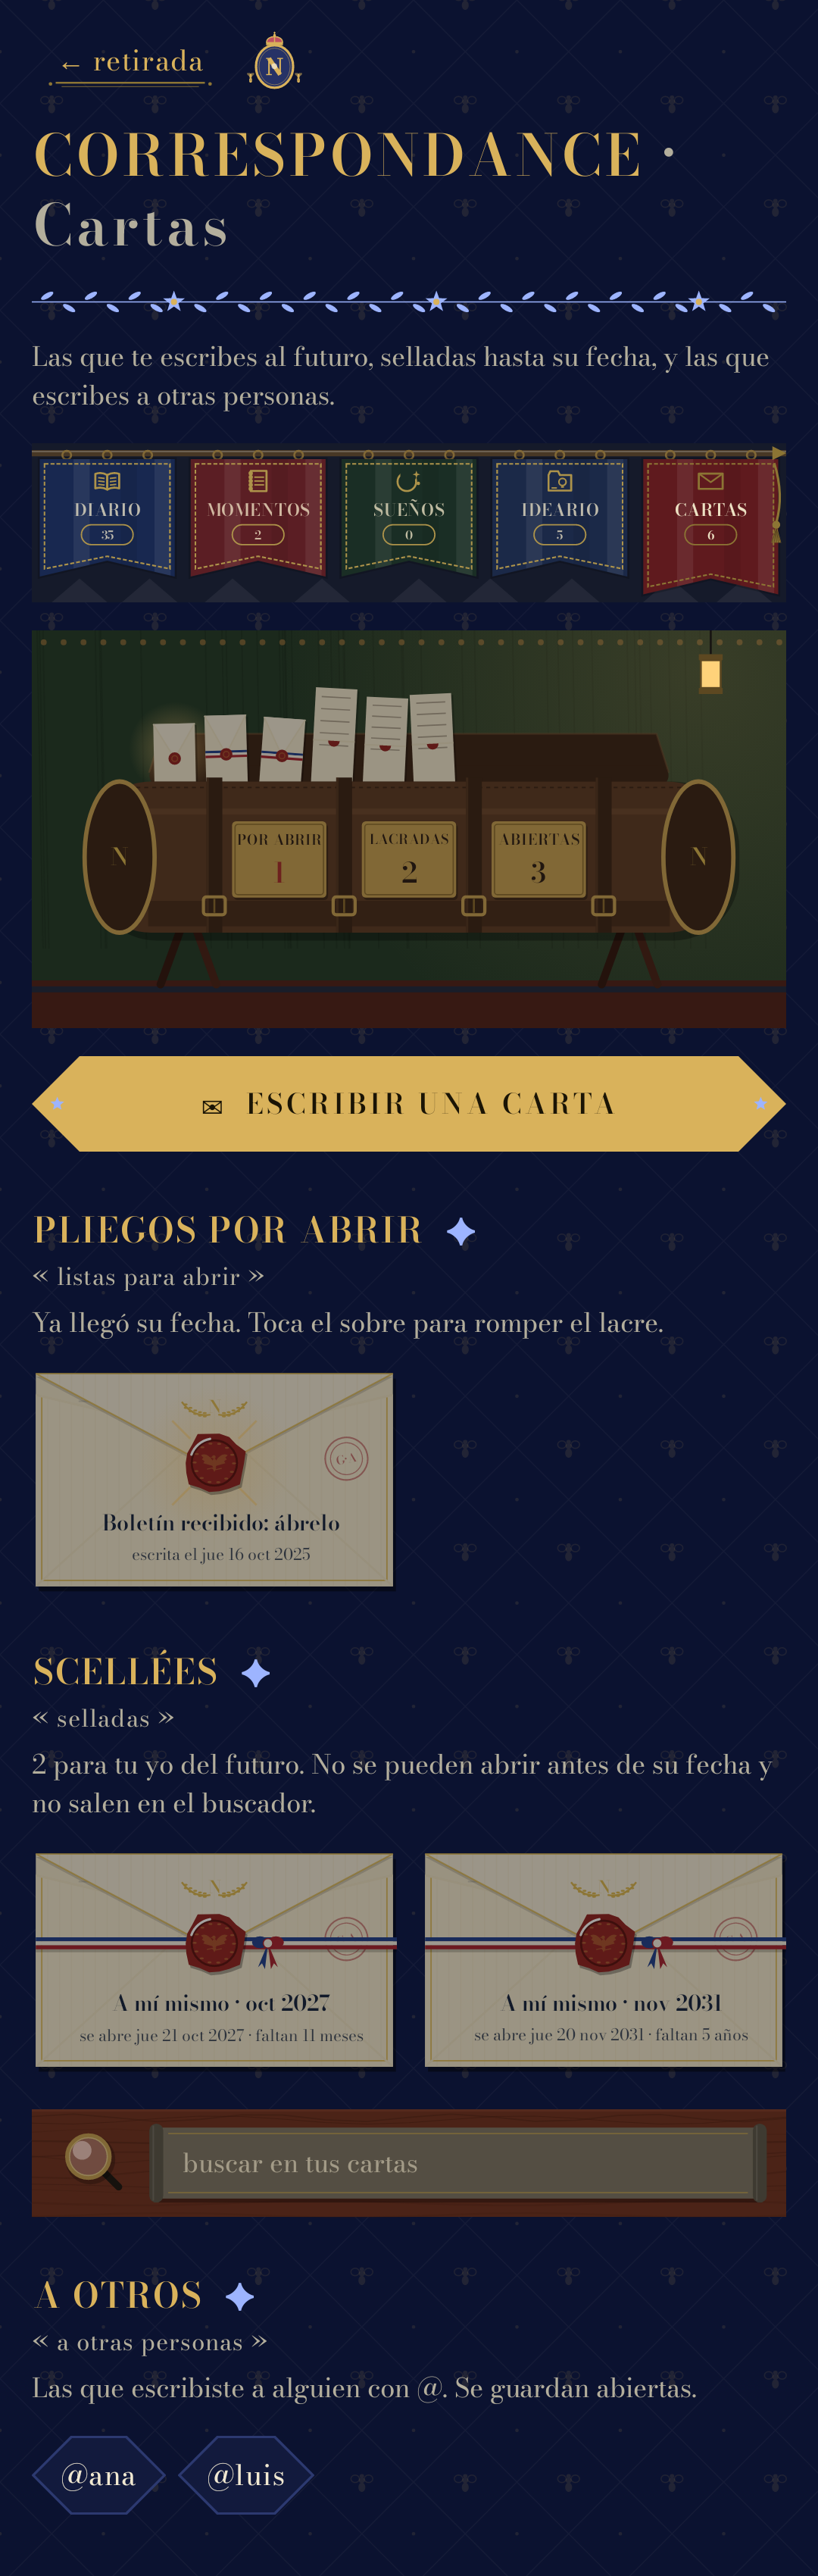 ← retirada
N
CORRESPONDANCE ·
Cartas
Las que te escribes al futuro, selladas hasta su fecha, y las que
escribes a otras personas.
DIARIO MOMENTOS SUEÑOS IDEARIO CARTAS
35 2 0 5 6
POR ABRIR LACRADAS ABIERTAS
N 1 2 3 N
✉ ESCRIBIR UNA CARTA
PLIEGOS POR ABRIR
« listas para abrir »
Ya llegó su fecha. Toca el sobre para romper el lacre.
N
Boletín recibido: ábrelo
escrita el jue 16 oct 2025
SCELLÉES
« selladas »
2 para tu yo del futuro. No se pueden abrir antes de su fecha y
no salen en el buscador.
N N
A mí mismo · oct 2027 A mí mismo · nov 2031
se abre jue 21 oct 2027 · faltan 11 meses se abre jue 20 nov 2031 · faltan 5 años
buscar en tus cartas
A OTROS
« a otras personas »
Las que escribiste a alguien con @. Se guardan abiertas.
@ana @luis